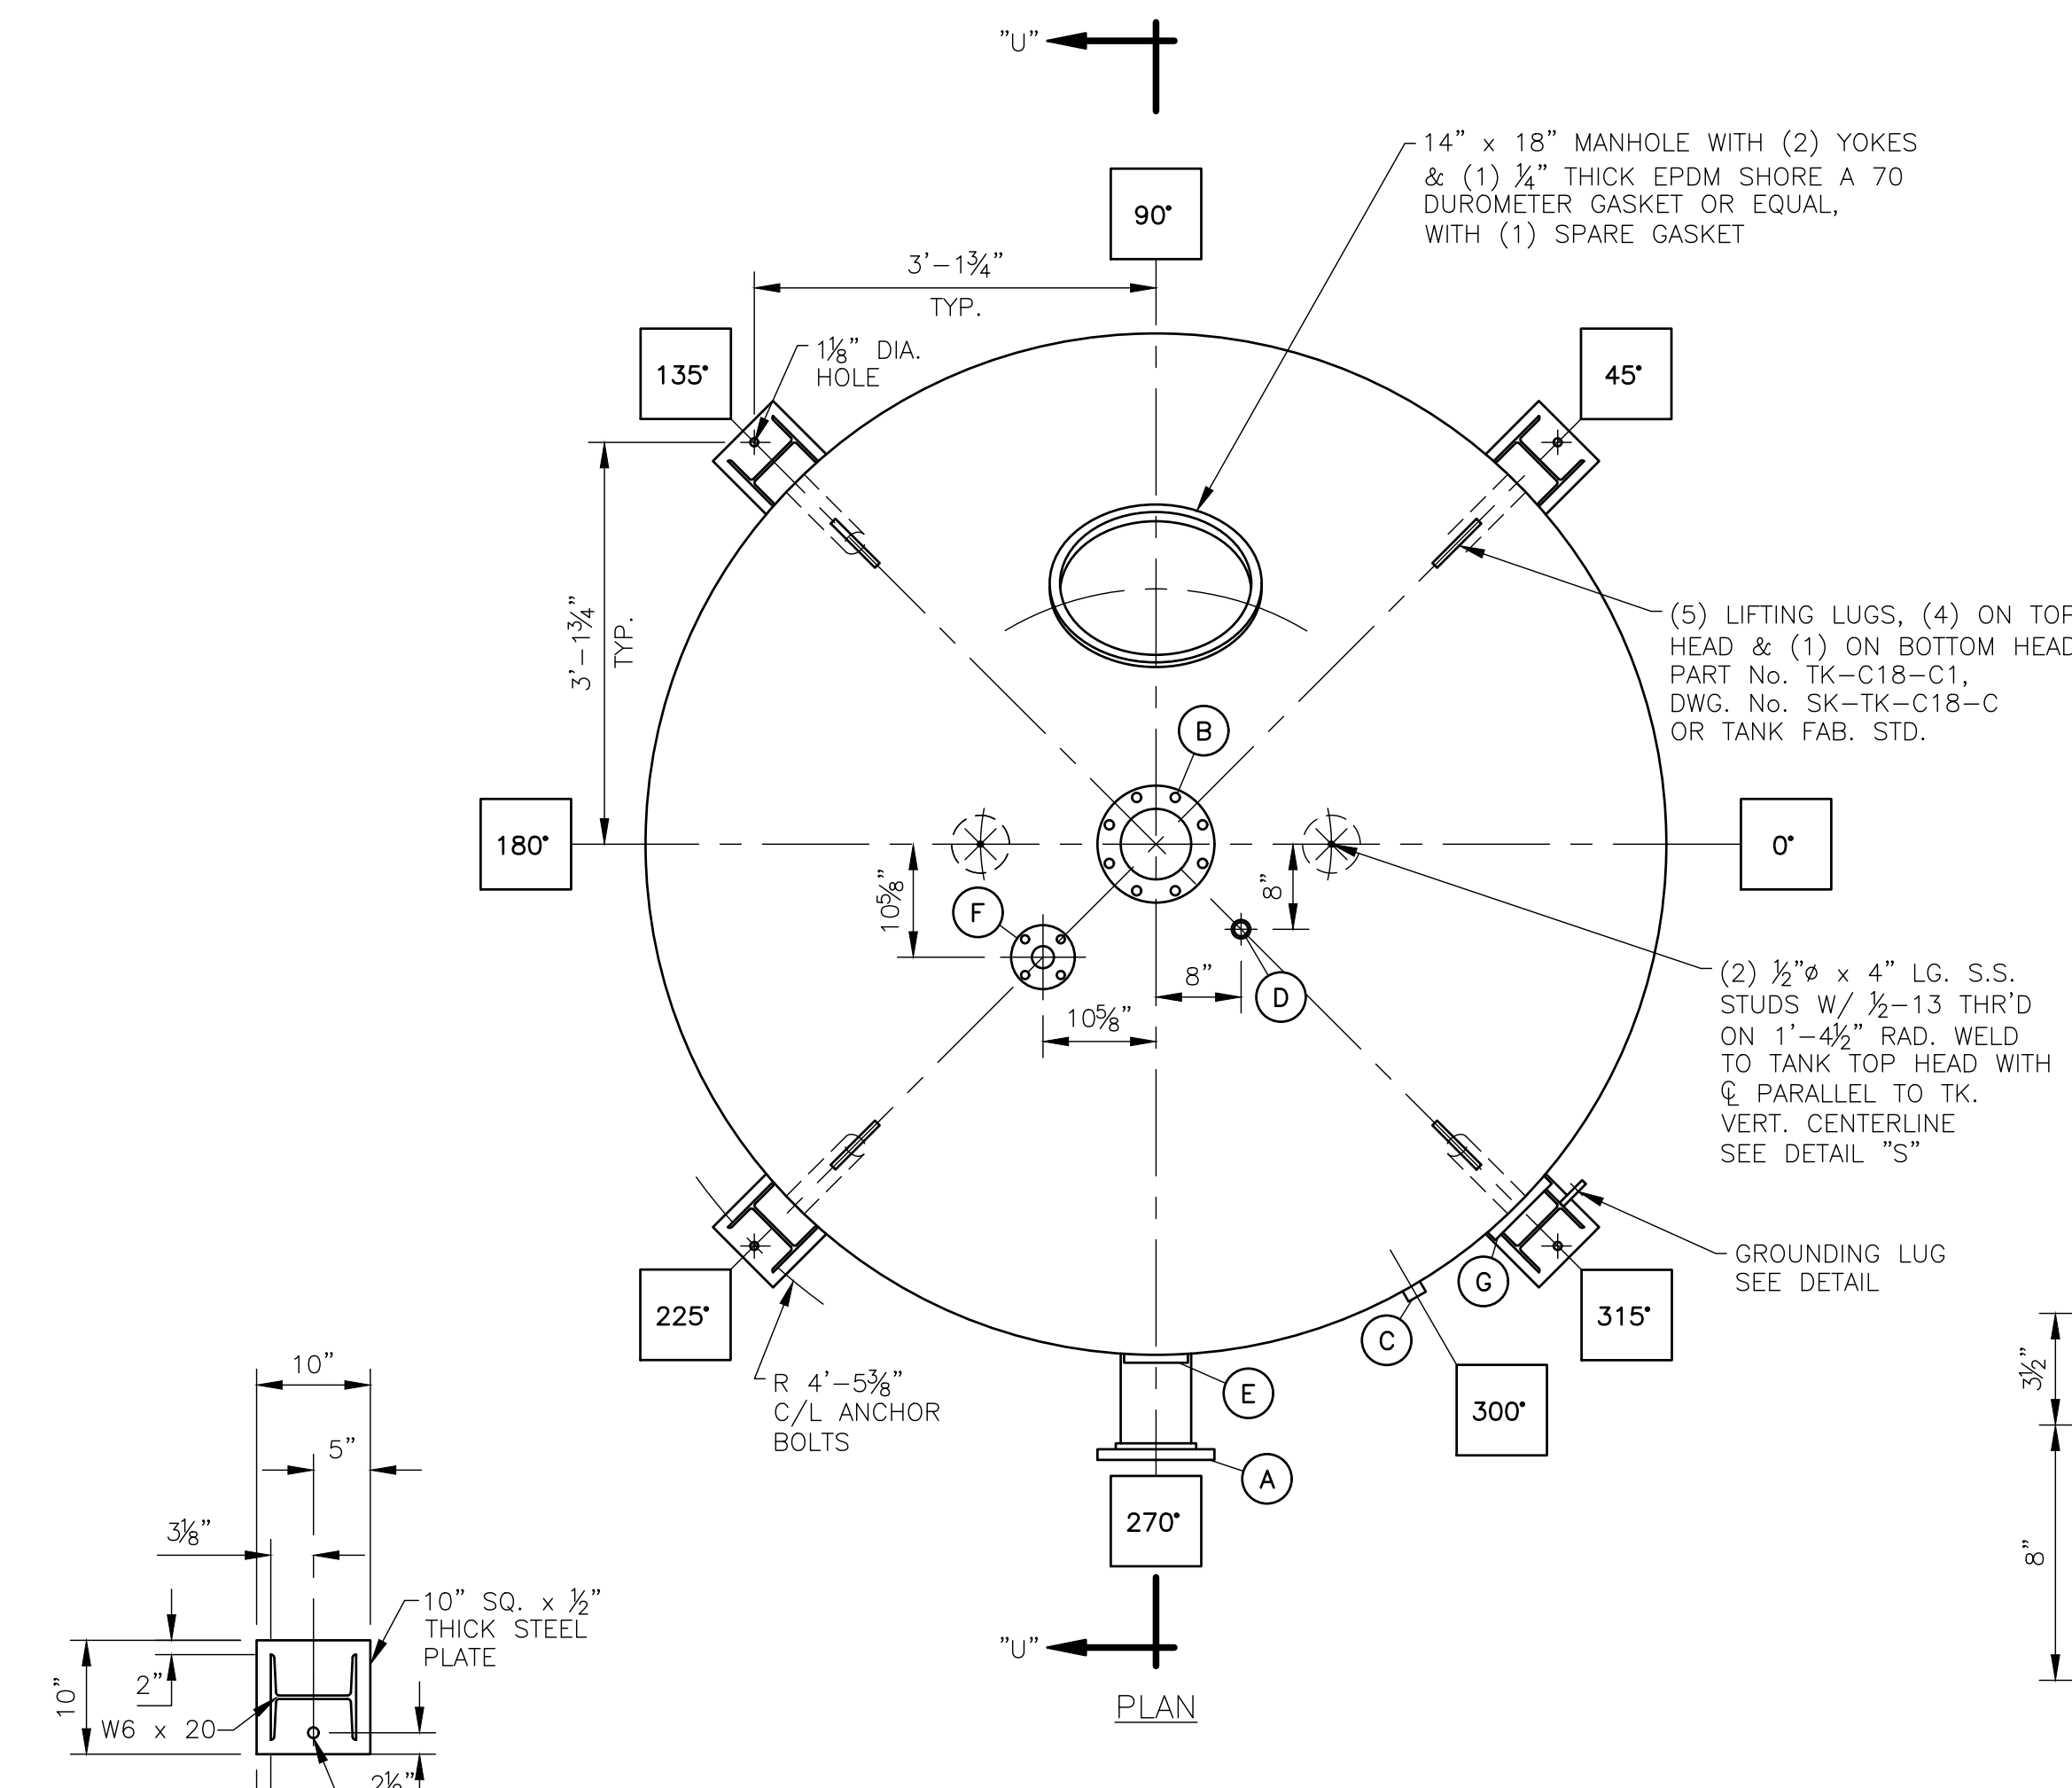 "U"
14" x 18" MANHOLE WITH (2) YOKES
& (1) ¼" THICK EPDM SHORE A 70
DUROMETER GASKET OR EQUAL,
WITH (1) SPARE GASKET
90°
3'-1¾"
TYP.
135°
1⅛" DIA.
HOLE
45°
3'-1¾"
TYP.
(5) LIFTING LUGS, (4) ON TOP
HEAD & (1) ON BOTTOM HEAD
PART No. TK-C18-C1,
DWG. No. SK-TK-C18-C
OR TANK FAB. STD.
B
180°
0°
10⅝"
8"
F
8"
D
10⅝"
(2) ½"ø x 4" LG. S.S.
STUDS W/ ½-13 THR'D
ON 1'-4½" RAD. WELD
TO TANK TOP HEAD WITH
℄ PARALLEL TO TK.
VERT. CENTERLINE
SEE DETAIL "S"
GROUNDING LUG
SEE DETAIL
G
225°
315°
C
R 4'-5⅜"
C/L ANCHOR
BOLTS
E
300°
A
270°
3½"
8"
10"
5"
3⅛"
10" SQ. x ½"
THICK STEEL
PLATE
2"
10"
W6 x 20
"U"
PLAN